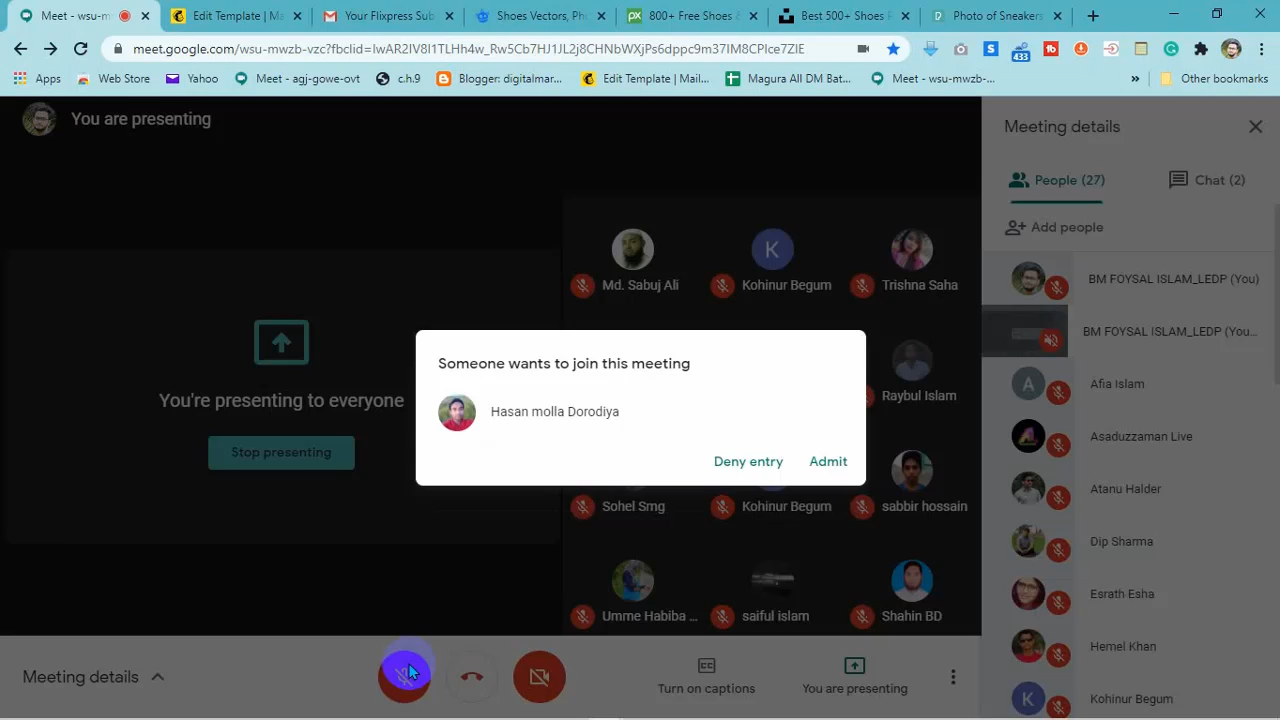 Meet - wsu-m
Edit Template | Ma
Your Flixpress Sub
Shoes Vectors, Pho
800+ Free Shoes &
Best 500+ Shoes P
Photo of Sneakers
meet.google.com/wsu-mwzb-vzc?fbclid=IwAR2IV8I1TLHh4w_Rw5Cb7HJ1JL2j8CHNbWXjPs6dppc9m37IM8CPIce7ZIE
433
Apps
Web Store
Yahoo
Meet - agj-gowe-ovt
c.h.9
Blogger: digitalmar...
Edit Template | Mail...
Magura All DM Bat...
Meet - wsu-mwzb-...
»
Other bookmarks
You are presenting
You're presenting to everyone
Stop presenting
Md. Sabuj Ali
K
Kohinur Begum
Trishna Saha
Raybul Islam
Sohel Smg
Kohinur Begum
sabbir hossain
Umme Habiba ...
saiful islam
Shahin BD
Someone wants to join this meeting
Hasan molla Dorodiya
Deny entry
Admit
Meeting details
People (27)
Chat (2)
Add people
BM FOYSAL ISLAM_LEDP (You)
BM FOYSAL ISLAM_LEDP (You...
A
Afia Islam
Asaduzzaman Live
Atanu Halder
Dip Sharma
Esrath Esha
Hemel Khan
K
Kohinur Begum
Meeting details
CC
Turn on captions
You are presenting